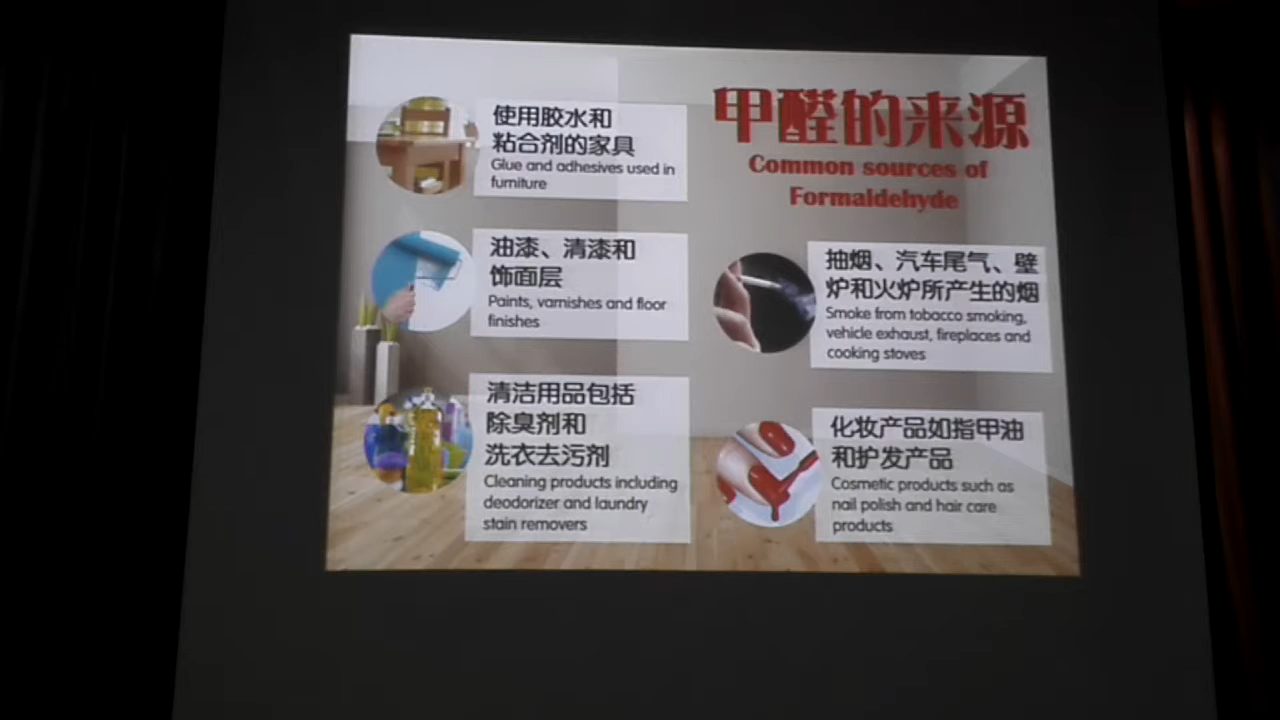 甲醛的来源
Common sources of
Formaldehyde
使用胶水和
粘合剂的家具
Glue and adhesives used in
furniture
油漆、清漆和
饰面层
Paints, varnishes and floor
finishes
清洁用品包括
除臭剂和
洗衣去污剂
Cleaning products including
deodorizer and laundry
stain removers
抽烟、汽车尾气、壁
炉和火炉所产生的烟
Smoke from tobacco smoking,
vehicle exhaust, fireplaces and
cooking stoves
化妆产品如指甲油
和护发产品
Cosmetic products such as
nail polish and hair care
products